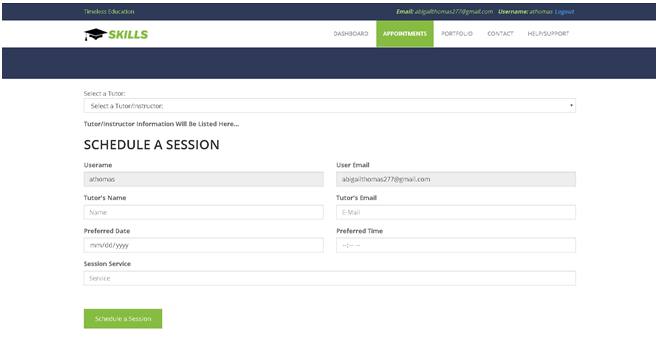 Timeless Education
Email: abigailthomas277@gmail.com Username: athomas Logout
SKILLS
DASHBOARD APPOINTMENTS PORTFOLIO CONTACT HELP/SUPPORT
Select a Tutor:
Select a Tutor/Instructor:
Tutor/Instructor Information Will Be Listed Here...
SCHEDULE A SESSION
Userame User Email
athomas abigailthomas277@gmail.com
Tutor's Name Tutor's Email
Name E-Mail
Preferred Date Preferred Time
mm/dd/yyyy --:-- --
Session Service
Service
Schedule a Session